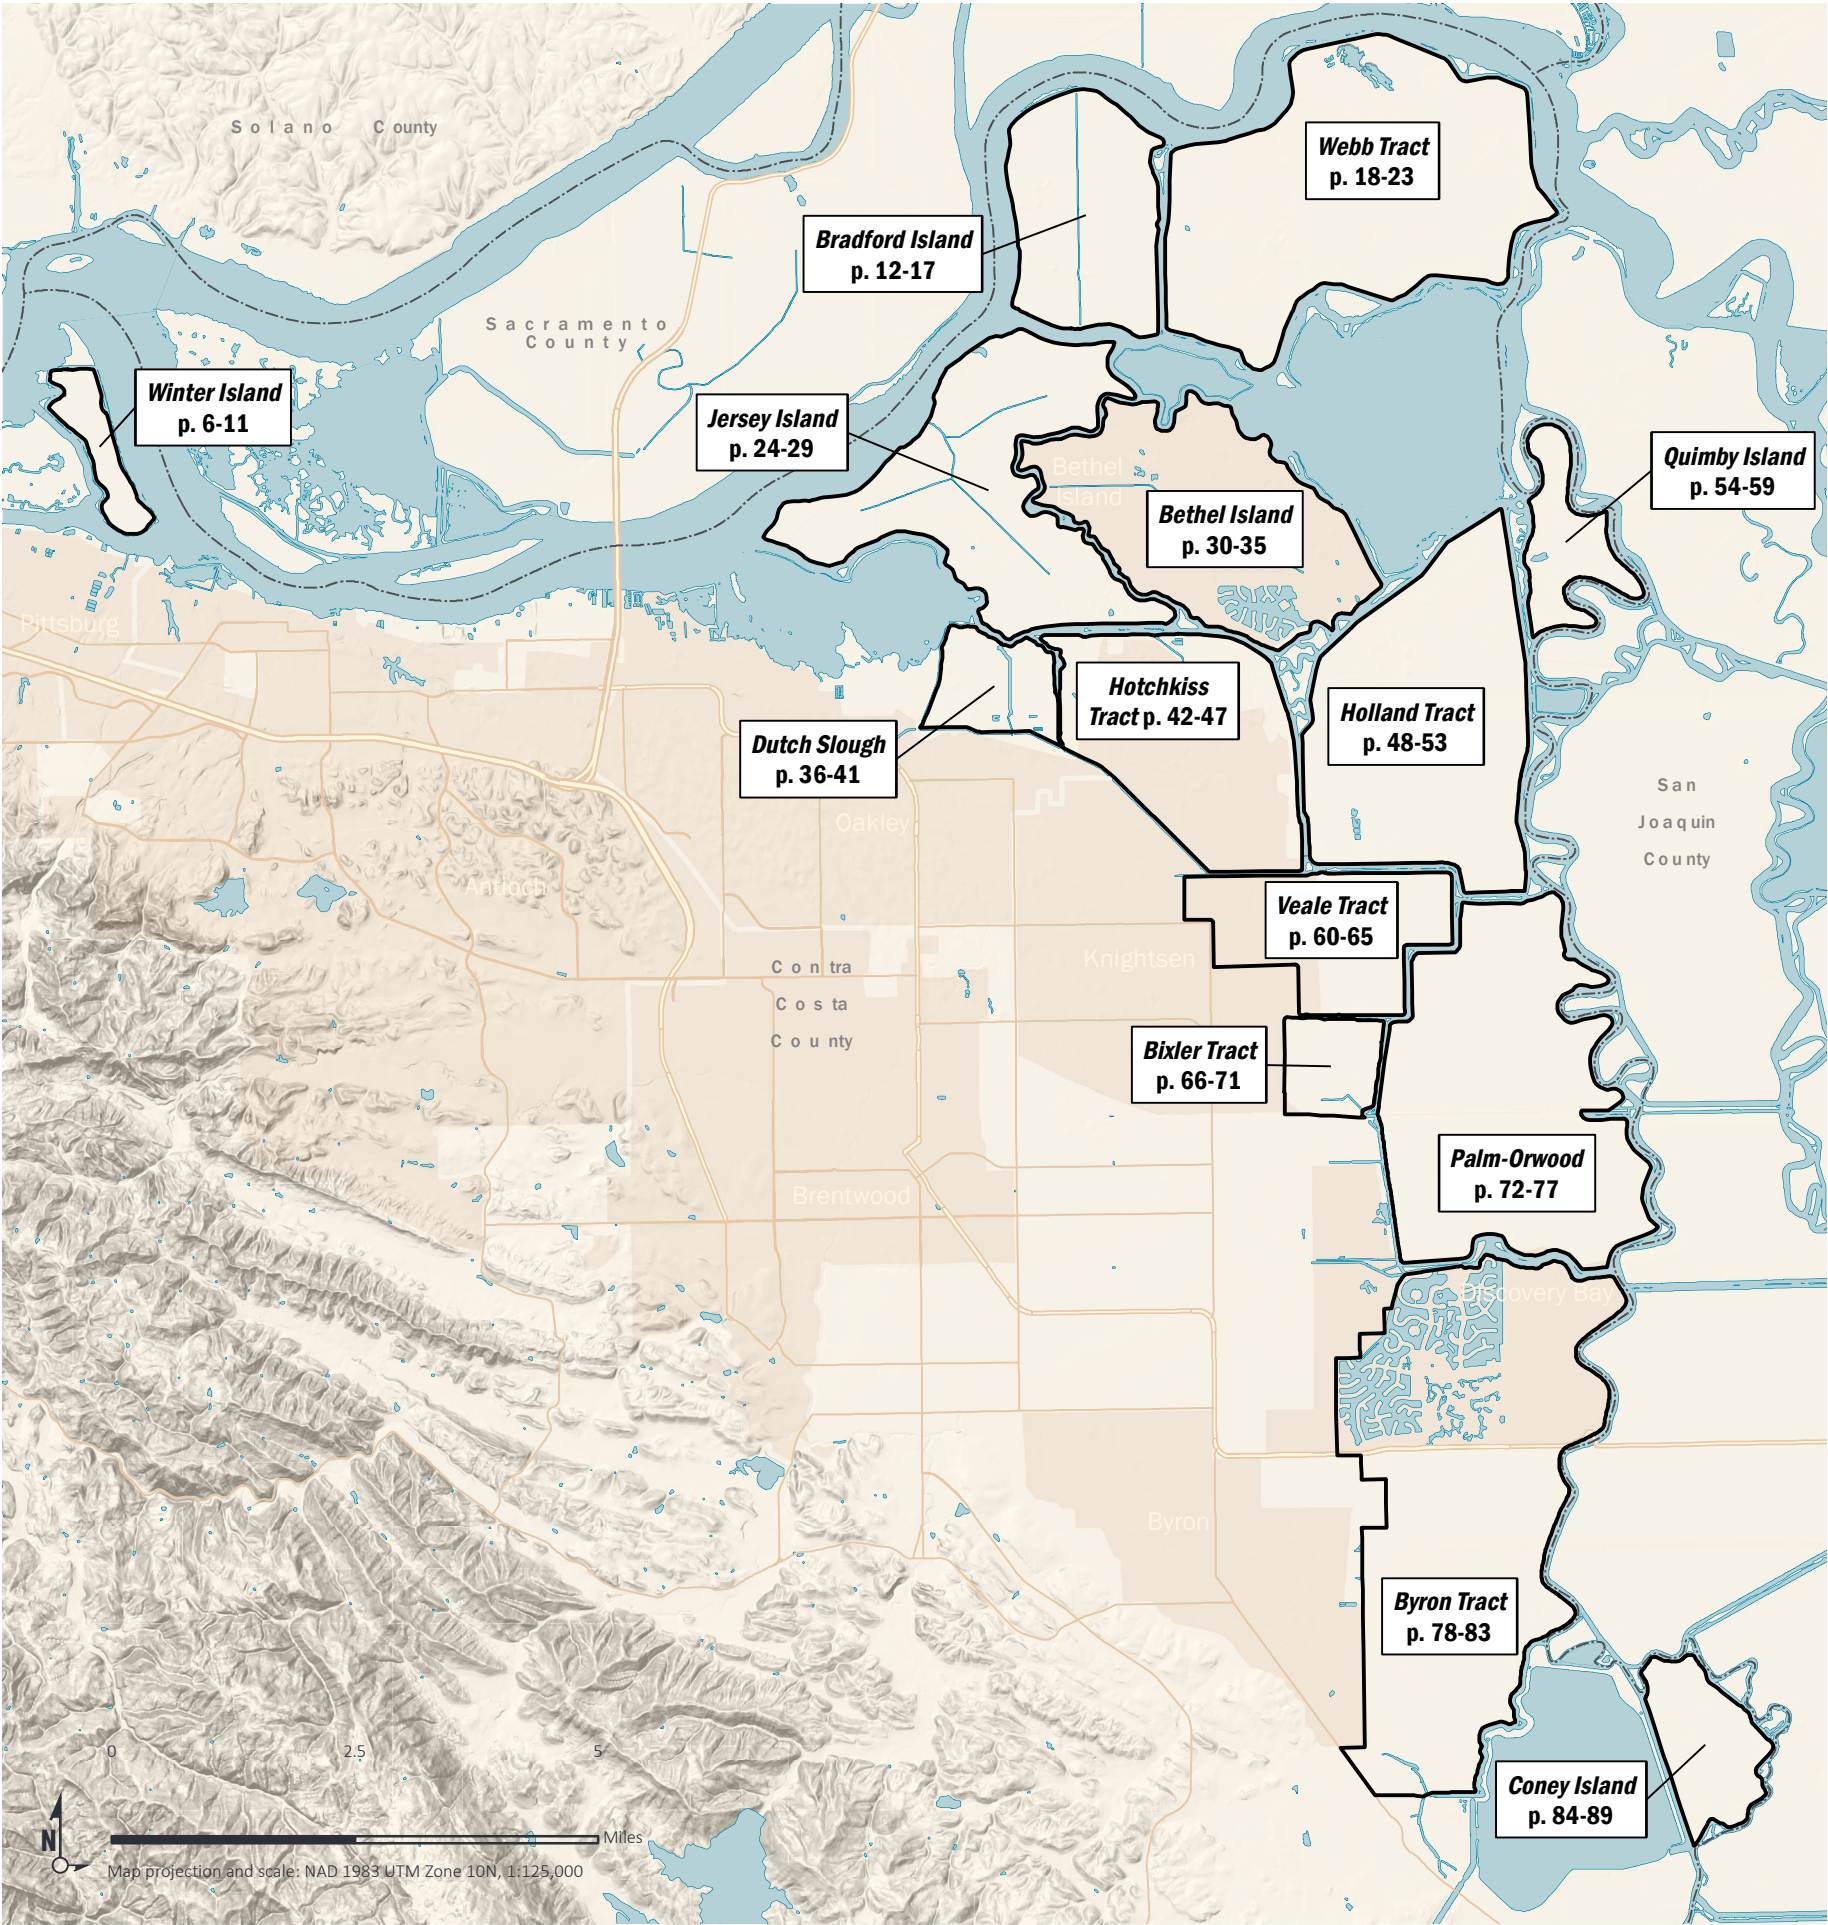 Solano County
Webb Tract
p. 18-23
Bradford Island
p. 12-17
Sacramento
County
Winter Island
p. 6-11
Jersey Island
p. 24-29
Quimby Island
p. 54-59
Bethel
Island
Bethel Island
p. 30-35
Pittsburg
Hotchkiss
Tract p. 42-47
Holland Tract
p. 48-53
Dutch Slough
p. 36-41
San
Joaquin
County
Oakley
Antioch
Veale Tract
p. 60-65
Knightsen
Contra
Costa
County
Bixler Tract
p. 66-71
Palm-Orwood
p. 72-77
Brentwood
Discovery Bay
Byron
Byron Tract
p. 78-83
Coney Island
p. 84-89
0 2.5 5
Miles
N
Map projection and scale: NAD 1983 UTM Zone 10N, 1:125,000